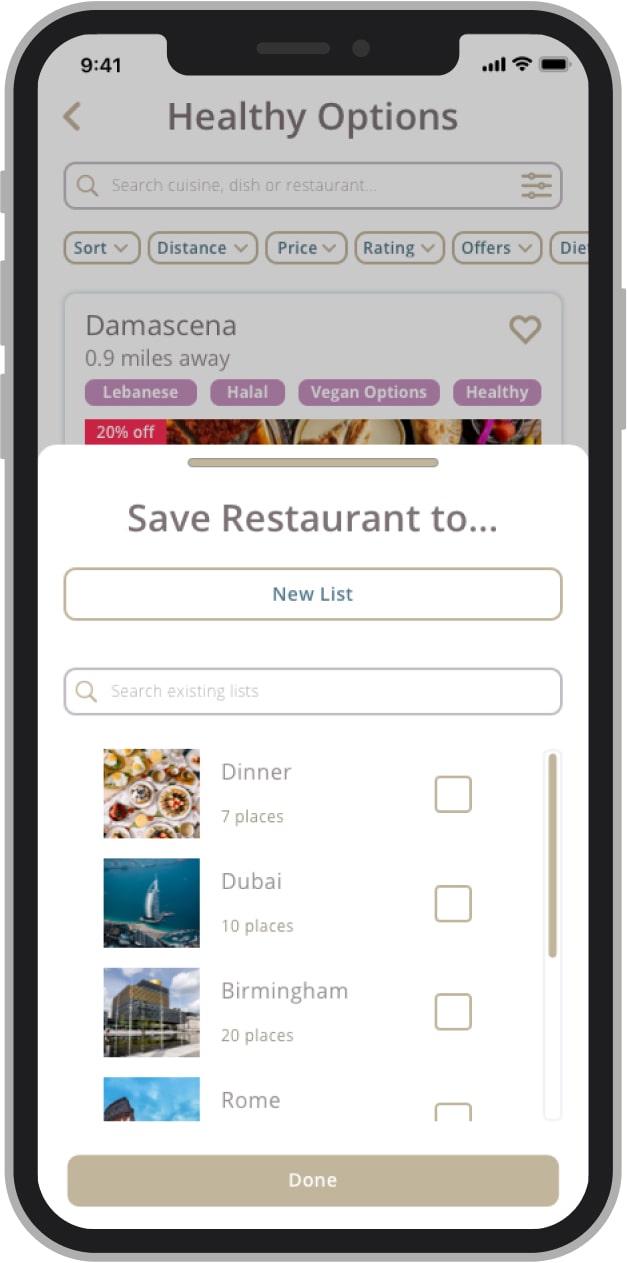 9:41
Healthy Options
Search cuisine, dish or restaurant...
Sort Distance Price Rating Offers Die
Damascena
0.9 miles away
Lebanese Halal Vegan Options Healthy
20% off
Save Restaurant to...
New List
Search existing lists
Dinner
7 places
Dubai
10 places
Birmingham
20 places
Rome
Done